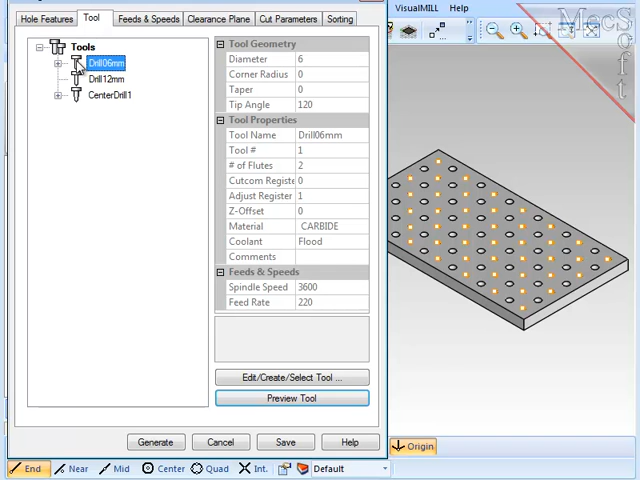 VisualMILL
Help
MecSoft
Hole Features Tool Feeds & Speeds Clearance Plane Cut Parameters Sorting
Tools
Drill06mm
Drill12mm
CenterDrill1
Tool Geometry
Diameter 6
Corner Radius 0
Taper 0
Tip Angle 120
Tool Properties
Tool Name Drill06mm
Tool # 1
# of Flutes 2
Cutcom Registe 0
Adjust Register 1
Z-Offset 0
Material CARBIDE
Coolant Flood
Comments
Feeds & Speeds
Spindle Speed 3600
Feed Rate 220
Edit/Create/Select Tool ...
Preview Tool
Generate Cancel Save Help
Origin
End Near Mid Center Quad Int. Default